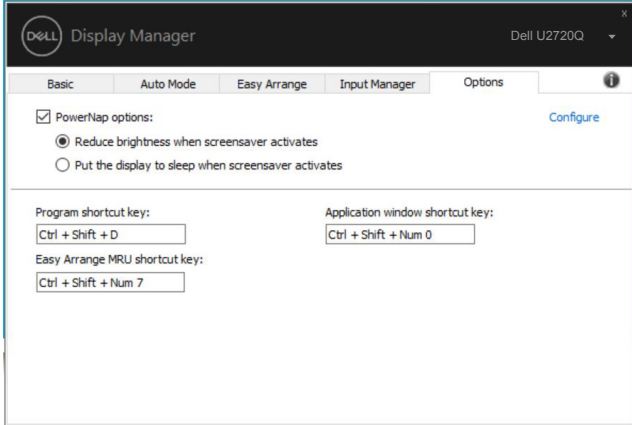 x
DELL Display Manager
Dell U2720Q
Basic Auto Mode Easy Arrange Input Manager Options i
PowerNap options: Configure
Reduce brightness when screensaver activates
Put the display to sleep when screensaver activates
Program shortcut key: Application window shortcut key:
Ctrl + Shift + D Ctrl + Shift + Num 0
Easy Arrange MRU shortcut key:
Ctrl + Shift + Num 7